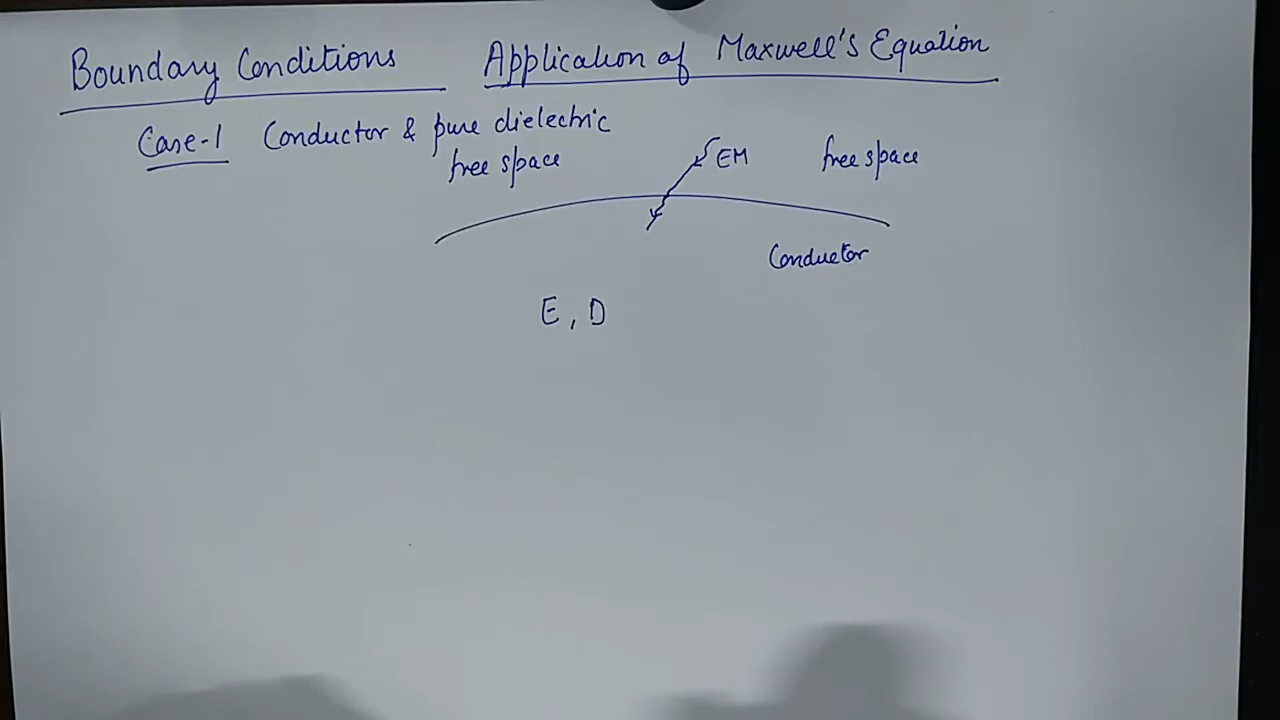 Boundary Conditions Application of Maxwell's Equation
Case-1 Conductor & pure dielectric
free space EM free space
Conductor
E, D